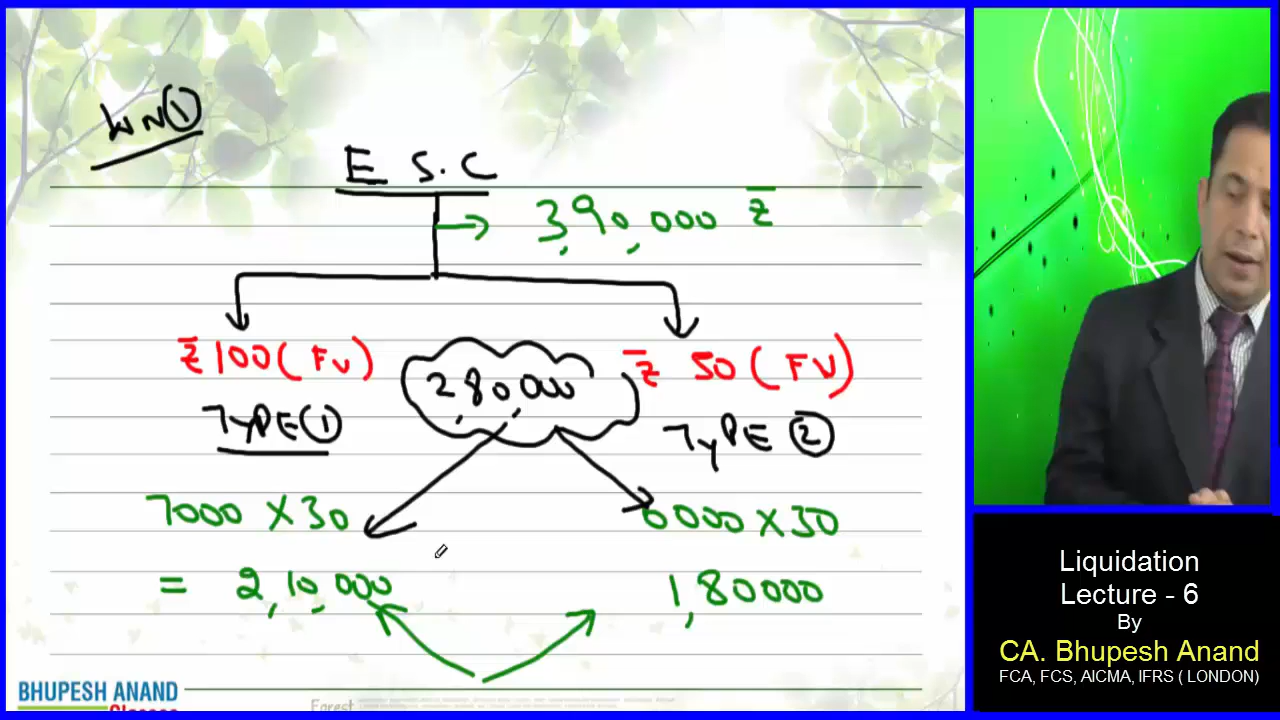 WN ①
E S.C
→ 3,90,000 z̄
z̄ 100 (FV)
2,80,000
z̄ 50 (FV)
TYPE ①
TYPE ②
7000 X 30
6000 X 30
= 2,10,000
1,80000
BHUPESH ANAND
Classes
Forest
Liquidation
Lecture - 6
By
CA. Bhupesh Anand
FCA, FCS, AICMA, IFRS ( LONDON)